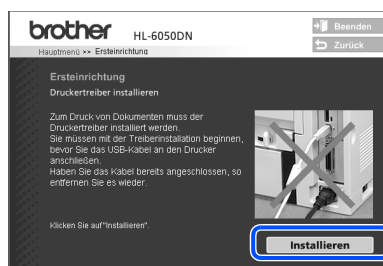 brother HL-6050DN
Beenden
Hauptmenü >> Ersteinrichtung
Zurück
Ersteinrichtung
Druckertreiber installieren
Zum Druck von Dokumenten muss der
Druckertreiber installiert werden.
Sie müssen mit der Treiberinstallation beginnen,
bevor Sie das USB-Kabel an den Drucker
anschließen.
Haben Sie das Kabel bereits angeschlossen, so
entfernen Sie es wieder.
Klicken Sie auf"Installieren".
Installieren